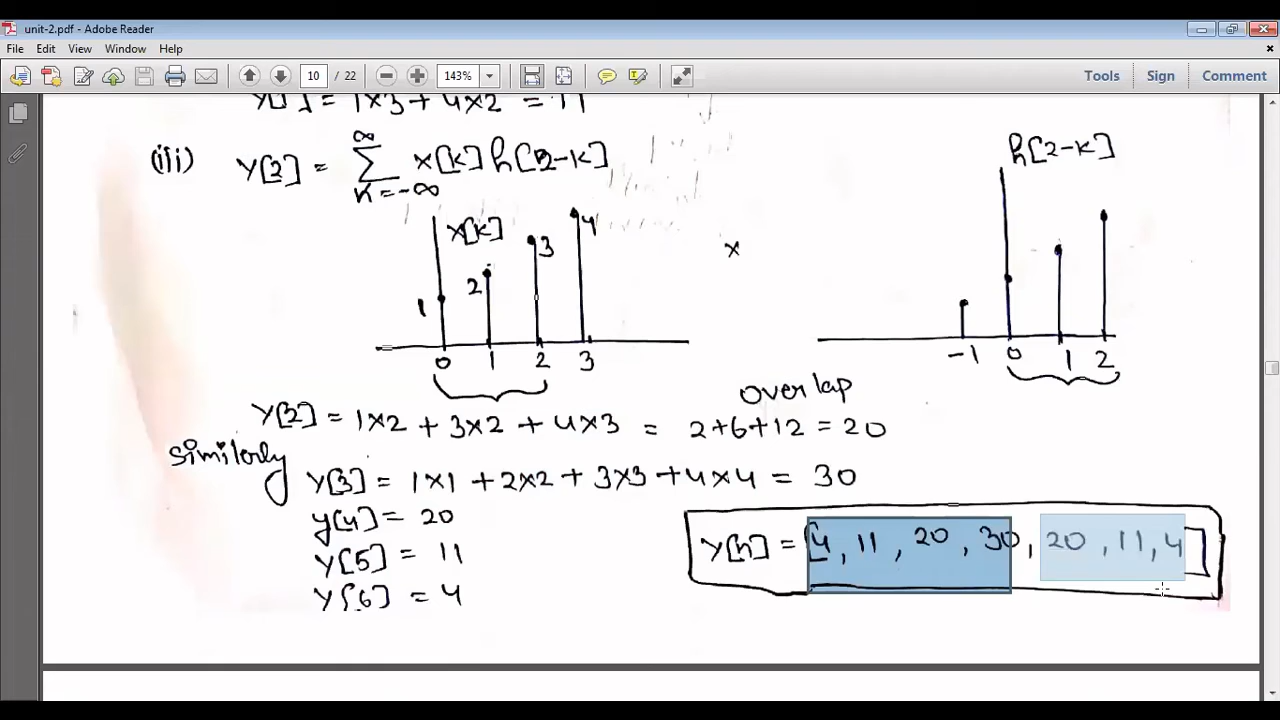 unit-2.pdf - Adobe Reader
File Edit View Window Help
10 / 22 143% Tools Sign Comment
Y[1] = 1×3 + 4×2 = 11
(iii) Y[2] = ∞ Σ K=-∞ x[K] h[2-K]
h[2-K]
x[K]
1 2 3 4
×
0 1 2 3
-1 0 1 2
overlap
Y[2] = 1×2 + 3×2 + 4×3 = 2+6+12 = 20
similerly
Y[3] = 1×1 + 2×2 + 3×3 + 4×4 = 30
y[4] = 20
Y[5] = 11
Y[6] = 4
Y[n] = [4, 11, 20, 30, 20, 11, 4]